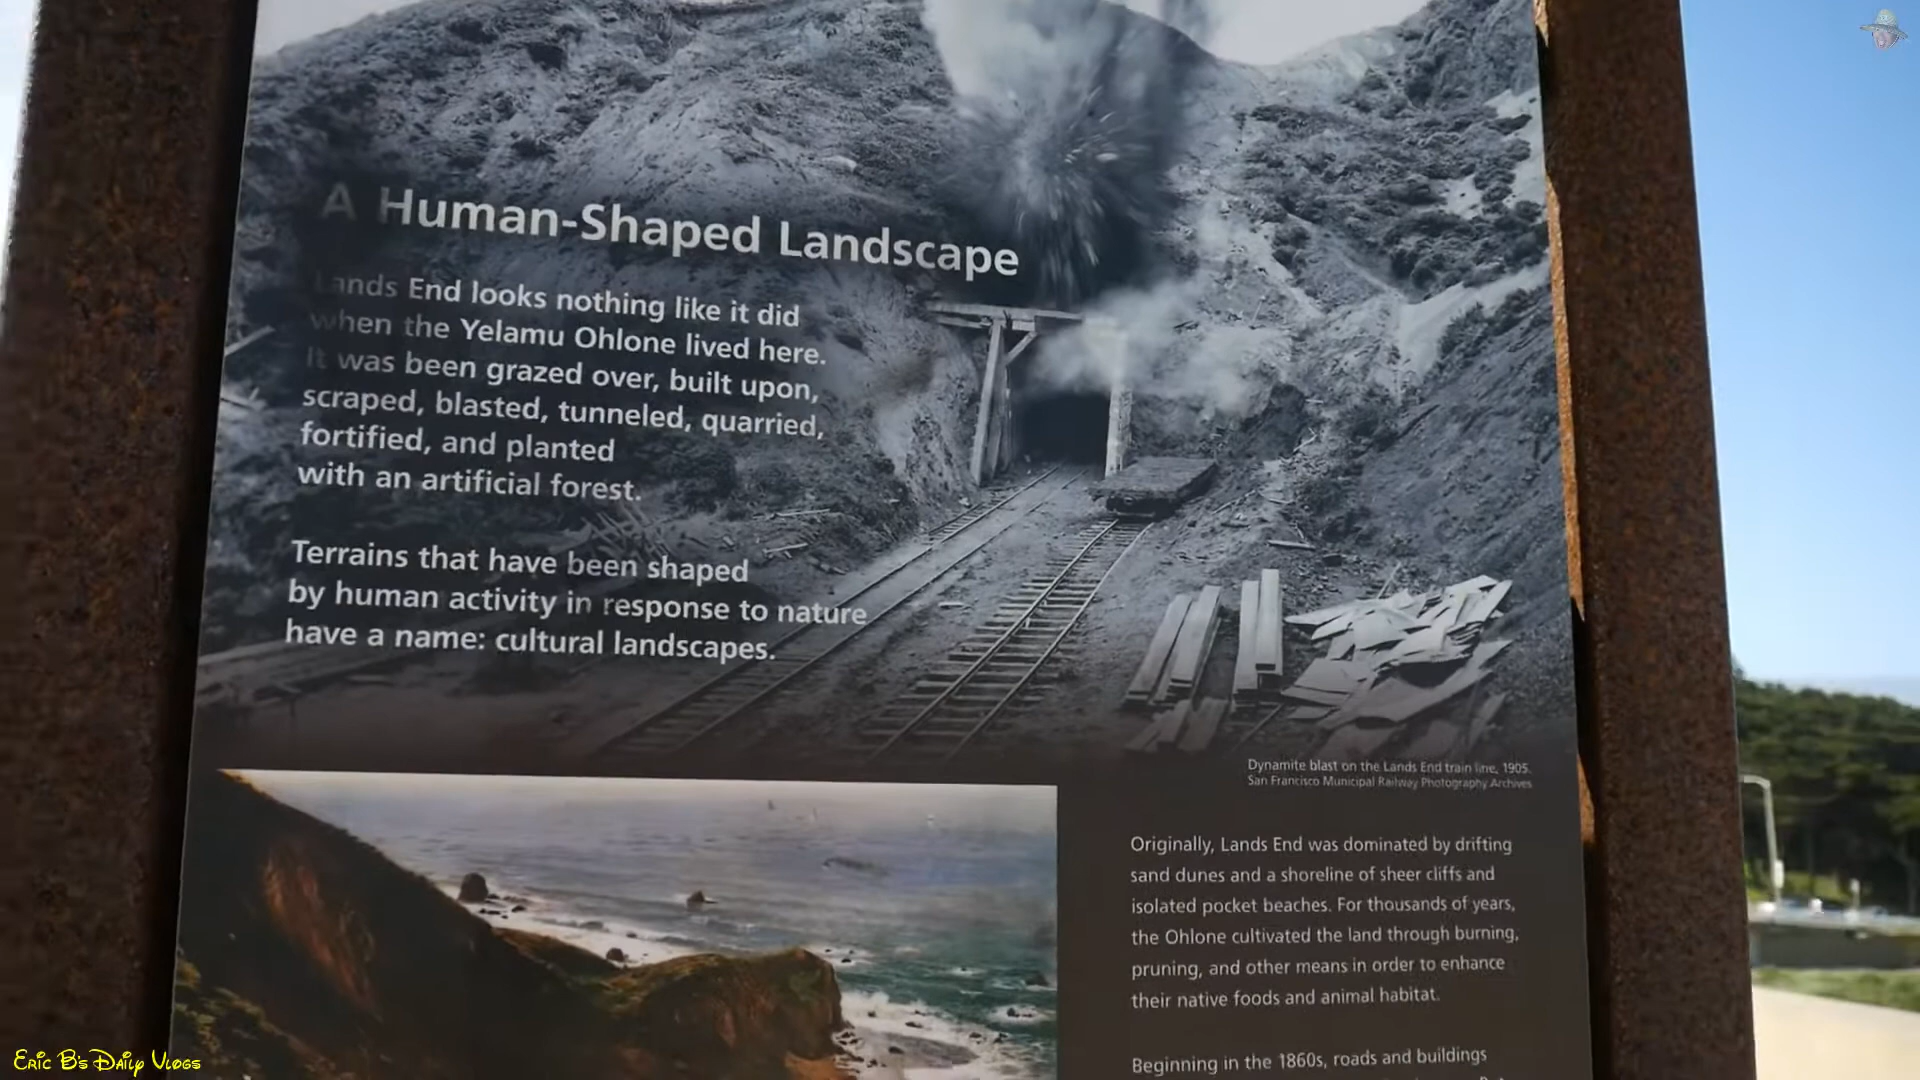 A Human-Shaped Landscape
Lands End looks nothing like it did
when the Yelamu Ohlone lived here.
It was been grazed over, built upon,
scraped, blasted, tunneled, quarried,
fortified, and planted
with an artificial forest.
Terrains that have been shaped
by human activity in response to nature
have a name: cultural landscapes.
Dynamite blast on the Lands End train line, 1905.
San Francisco Municipal Railway Photography Archives
Originally, Lands End was dominated by drifting
sand dunes and a shoreline of sheer cliffs and
isolated pocket beaches. For thousands of years,
the Ohlone cultivated the land through burning,
pruning, and other means in order to enhance
their native foods and animal habitat.
Beginning in the 1860s, roads and buildings
Eric B's Daily Vlogs